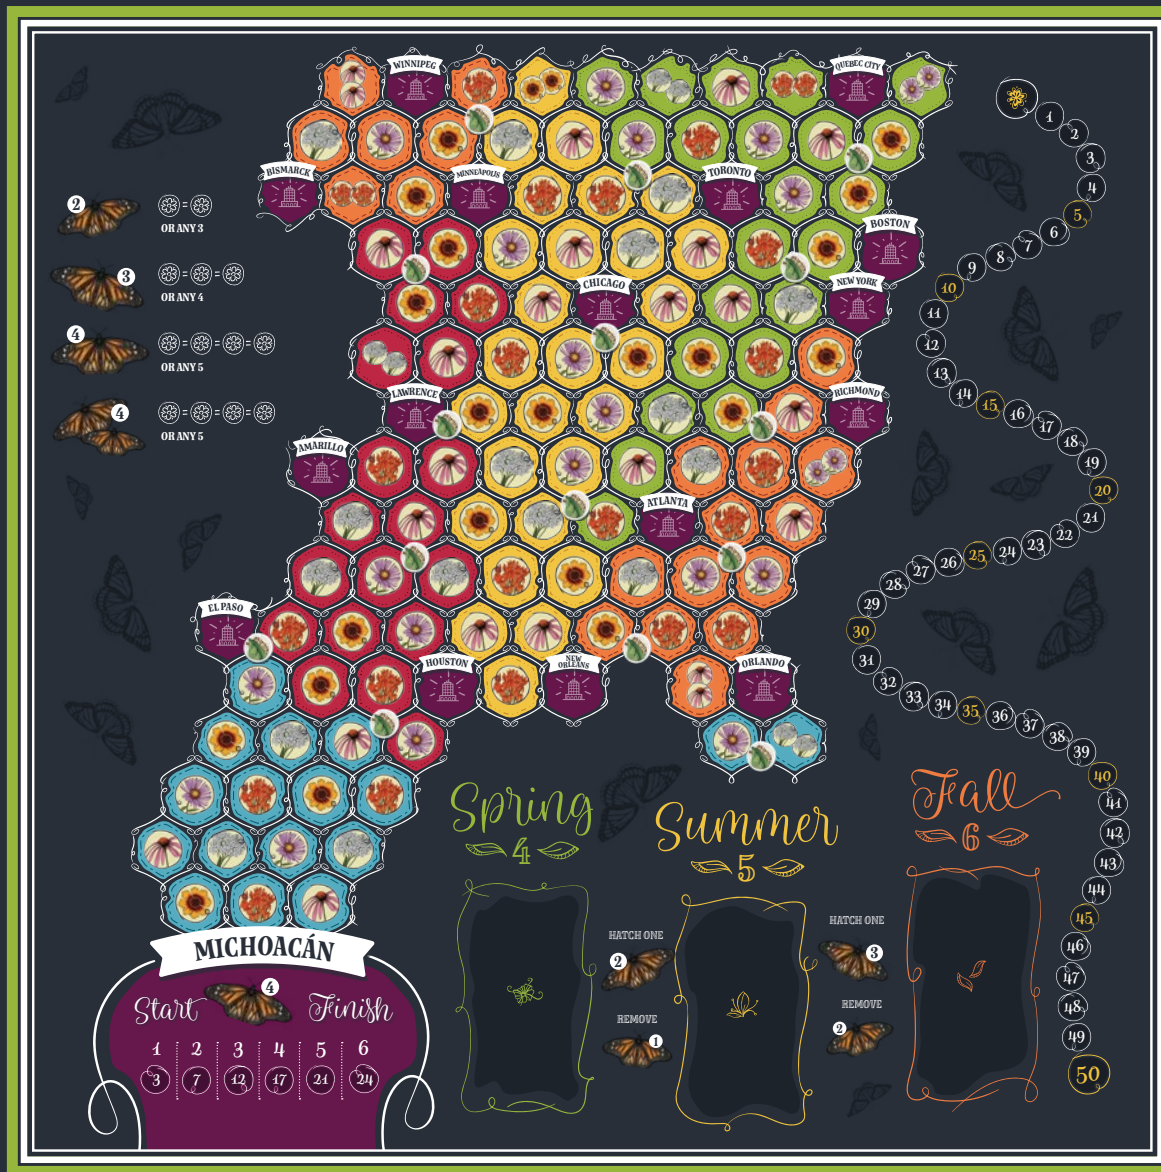 WINNIPEG
QUEBEC CITY
BISMARCK
MINNEAPOLIS
TORONTO
BOSTON
CHICAGO
NEW YORK
LAWRENCE
RICHMOND
AMARILLO
ATLANTA
EL PASO
HOUSTON
NEW
ORLEANS
ORLANDO
2
= 
OR ANY 3
3
= =
OR ANY 4
4
= = =
OR ANY 5
4
= = =
OR ANY 5
1
2
3
4
5
6
7
8
9
10
11
12
13
14
15
16
17
18
19
20
21
22
23
24
25
26
27
28
29
30
31
32
33
34
35
36
37
38
39
40
41
42
43
44
45
46
47
48
49
50
Spring
4
Summer
5
Fall
6
HATCH ONE
2
REMOVE
1
HATCH ONE
3
REMOVE
2
MICHOACÁN
Start 4 Finish
1 2 3 4 5 6
3 7 12 17 21 24